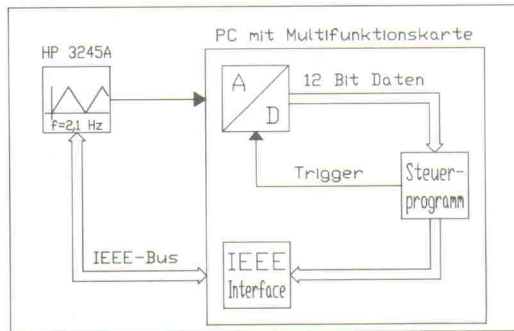 PC mit Multifunktionskarte
HP 3245A
f=2,1 Hz
A
D
12 Bit Daten
Trigger
Steuer-
programm
IEEE-Bus
IEEE
Interface